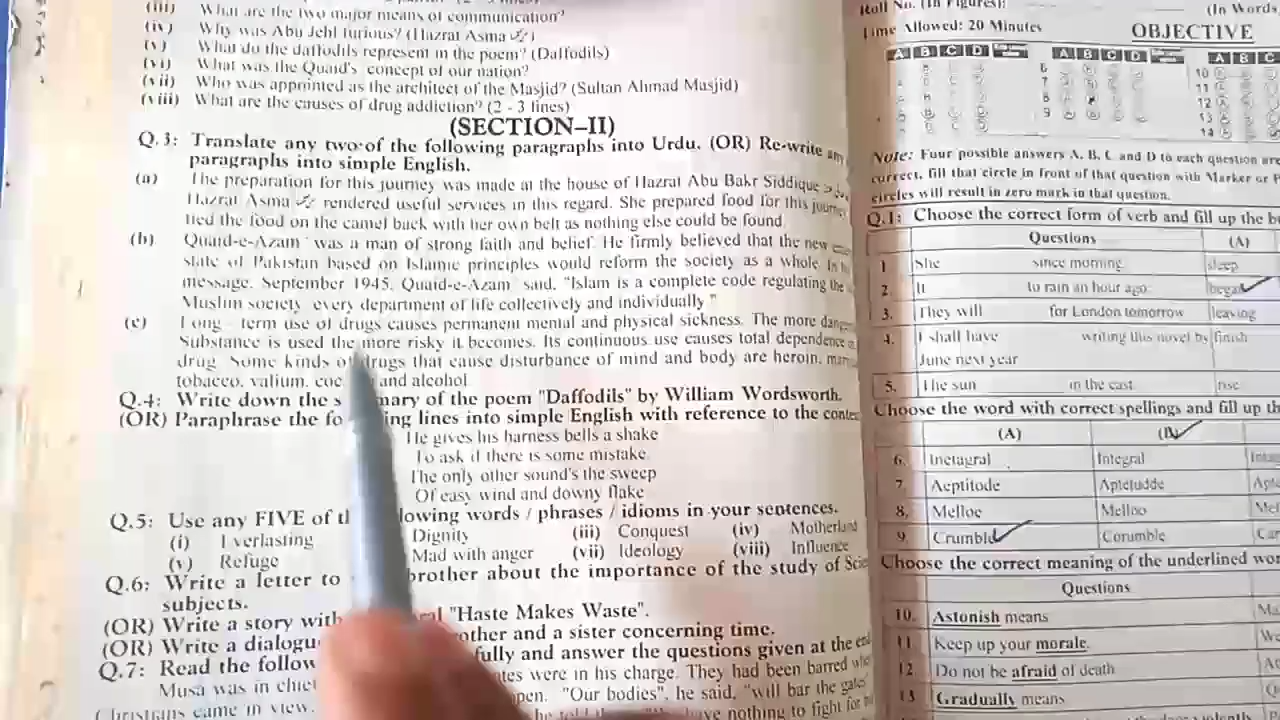 (iii) What are the two major means of communication?
(iv) Why was Abu Jehl furious? (Hazrat Asma
(v) What do the daffodils represent in the poem? (Daffodils)
(vi) What was the Quaid's concept of our nation?
(vii) Who was appointed as the architect of the Masjid? (Sultan Ahmad Masjid)
(viii) What are the causes of drug addiction? (2 - 3 lines)
(SECTION-II)
Q.3: Translate any two of the following paragraphs into Urdu. (OR) Re-write any
paragraphs into simple English.
(a) The preparation for this journey was made at the house of Hazrat Abu Bakr Siddique
Hazrat Asma rendered useful services in this regard. She prepared food for this journey
tied the food on the camel back with her own belt as nothing else could be found.
(b) Quaid-e-Azam was a man of strong faith and belief. He firmly believed that the new
state of Pakistan based on Islamic principles would reform the society as a whole. In
message, September 1945, Quaid-e-Azam said, "Islam is a complete code regulating the
Muslim society every department of life collectively and individually."
(c) Long - term use of drugs causes permanent mental and physical sickness. The more
Substance is used the more risky it becomes. Its continuous use causes total dependence
drug. Some kinds of drugs that cause disturbance of mind and body are heroin,
tobacco, valium, and alcohol
Q.4: Write down the mary of the poem "Daffodils" by William Wordsworth.
(OR) Paraphrase the fo ing lines into simple English with reference to the
He gives his harness bells a shake
To ask if there is some mistake
The only other sound's the sweep
Of easy wind and downy flake
Q.5: Use any FIVE of lowing words / phrases / idioms in your sentences.
(i) Everlasting Dignity (iii) Conquest (iv) Motherland
(v) Refuge Mad with anger (vii) Ideology (viii) Influence
Q.6: Write a letter to brother about the importance of the study of
subjects.
(OR) Write a story with "Haste Makes Waste".
(OR) Write a dialogu other and a sister concerning time.
Q.7: Read the follow fully and answer the questions given at the end
Musa was in chief ates were in his charge. They had been barred
Christians came in view. "Our bodies", he said, "will bar the gates
have nothing to fight for
Roll No. (In Figures): (In Words
Time Allowed: 20 Minutes OBJECTIVE
A B C D A B C D A B C
Note: Four possible answers A, B, C and D to each question are
correct, fill that circle in front of that question with Marker or
circles will result in zero mark in that question.
Q.1: Choose the correct form of verb and fill up the
Questions (A)
1. She since morning. sleep
2. It to rain an hour ago. began
3. They will for London tomorrow leaving
4. I shall have writing this novel by finish
June next year
5. The sun in the east. rise
Choose the word with correct spellings and fill up the
(A) (B)
6. Inetagral Integral
7. Aeptitode Aptetudde
8. Melloe Melloo
9. Crumble Corumble
Choose the correct meaning of the underlined
Questions
10. Astonish means
11. Keep up your morale.
12. Do not be afraid of death
13. Gradually means